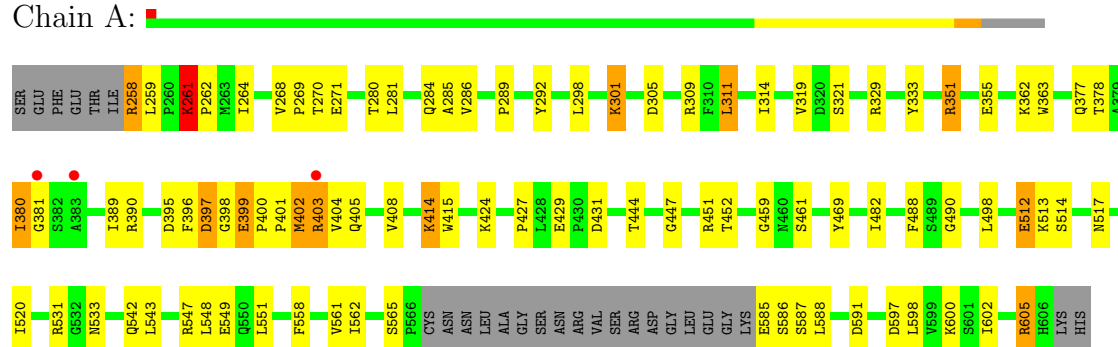 Chain A:
SER GLU PHE THR ILE R258 L259 P260 K261 P262 M263 I264 V268 P269 T270 E271 T280 L281 Q284 A285 V286 P289 Y292 L298 K301 D305 R309 F310 L311 I314 V319 D320 S321 R329 Y333 R351 E355 K362 W363 Q377 T378 A379
I380 G381 S382 A383 I389 R390 D395 F396 D397 G398 E399 P400 P401 M402 R403 V404 Q405 V408 K414 W415 K424 P427 L428 E429 P430 D431 T444 G447 R451 T452 G459 N460 S461 Y469 I482 F488 S489 G490 L498 E512 K513 S514 N517
I520 R531 G532 N533 Q542 L543 R547 L548 E549 Q550 L551 F558 V561 I562 S565 P566 CYS ASN ASN LEU ALA GLY SER ASN ARG VAL SER ARG ASP GLY LEU GLU GLY LYS E585 S586 S587 L588 D591 D597 L598 V599 K600 S601 I602 R605 H606 LYS HIS